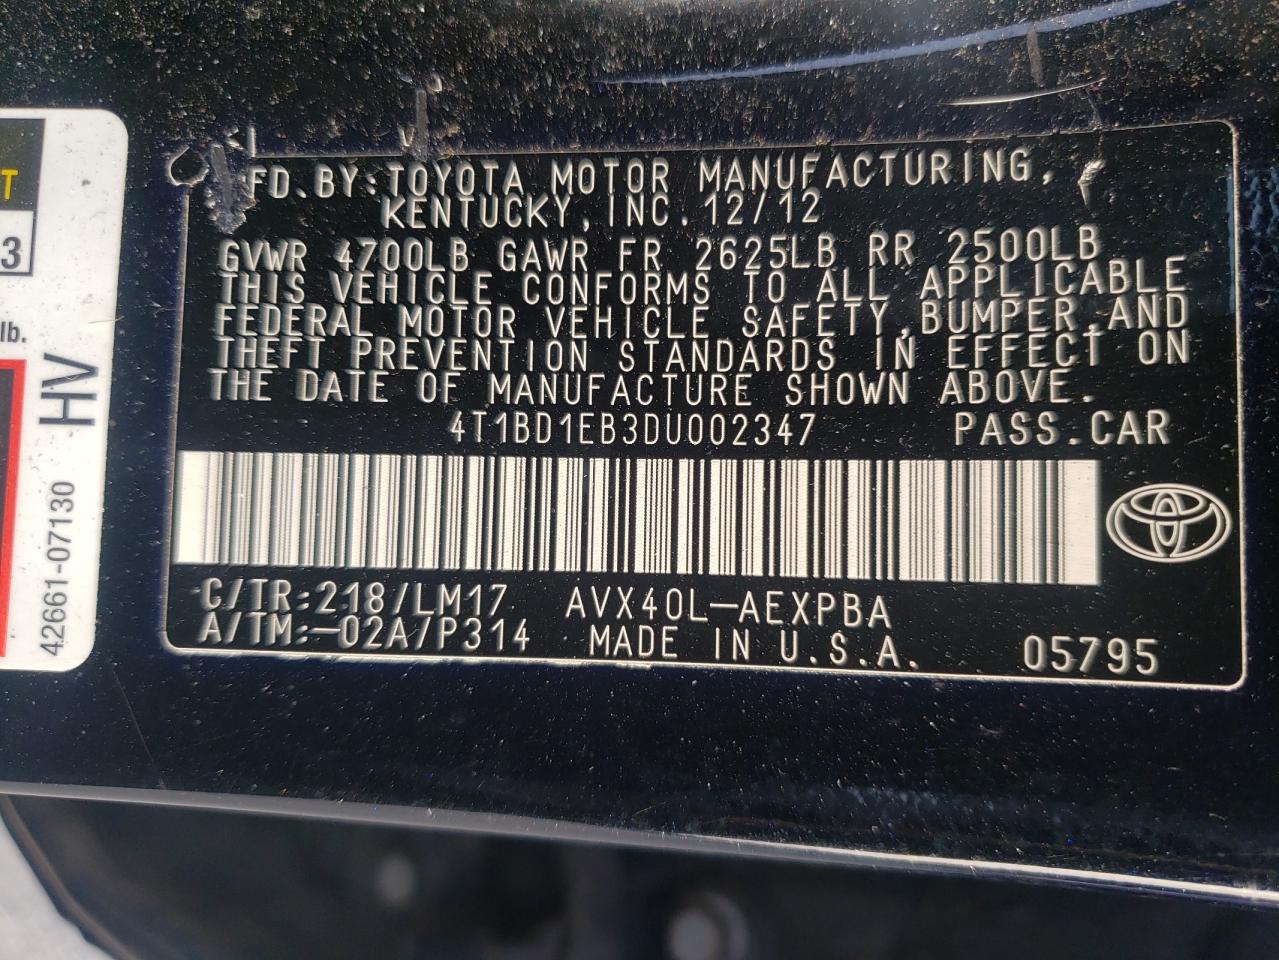 T
3
lb.
HV
42661-07130
FD. BY: TOYOTA MOTOR MANUFACTURING,
KENTUCKY, INC. 12/12
GVWR 4700LB GAWR FR 2625LB RR 2500LB
THIS VEHICLE CONFORMS TO ALL APPLICABLE
FEDERAL MOTOR VEHICLE SAFETY, BUMPER, AND
THEFT PREVENTION STANDARDS IN EFFECT ON
THE DATE OF MANUFACTURE SHOWN ABOVE.
4T1BD1EB3DU002347 PASS. CAR
C/TR: 218/LM17 AVX40L-AEXPBA
A/TM: -02A/P314 MADE IN U.S.A. 05795